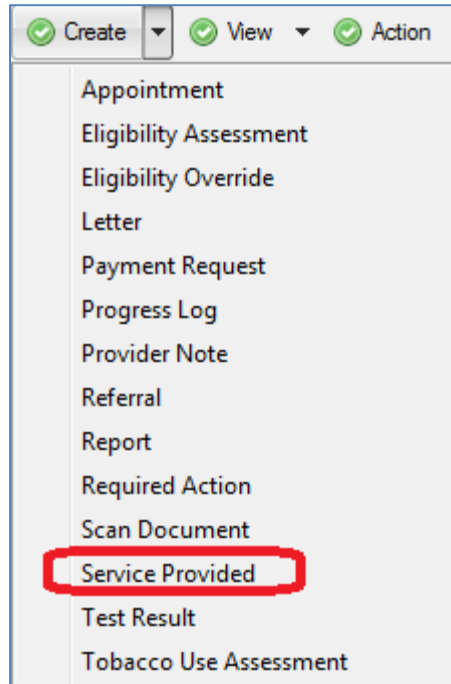 Create View Action
Appointment
Eligibility Assessment
Eligibility Override
Letter
Payment Request
Progress Log
Provider Note
Referral
Report
Required Action
Scan Document
Service Provided
Test Result
Tobacco Use Assessment